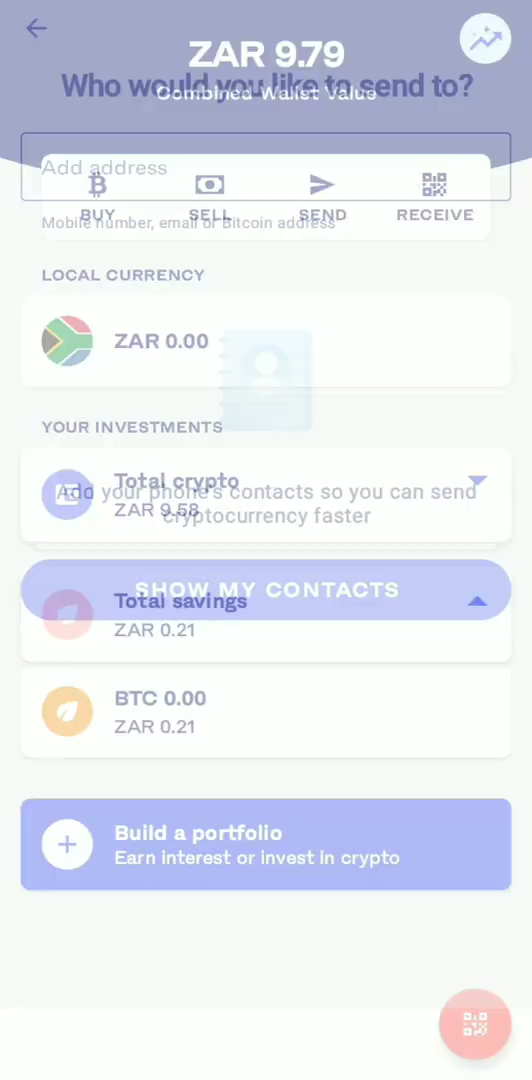 ZAR 9.79
Who would you like to send to?
Combined Wallet Value
Add address
BUY SELL SEND RECEIVE
Mobile number, email or Bitcoin address
LOCAL CURRENCY
ZAR 0.00
YOUR INVESTMENTS
Total crypto
ZAR 9.58
Add your phone's contacts so you can send
cryptocurrency faster
SHOW MY CONTACTS
Total savings
ZAR 0.21
BTC 0.00
ZAR 0.21
Build a portfolio
Earn interest or invest in crypto